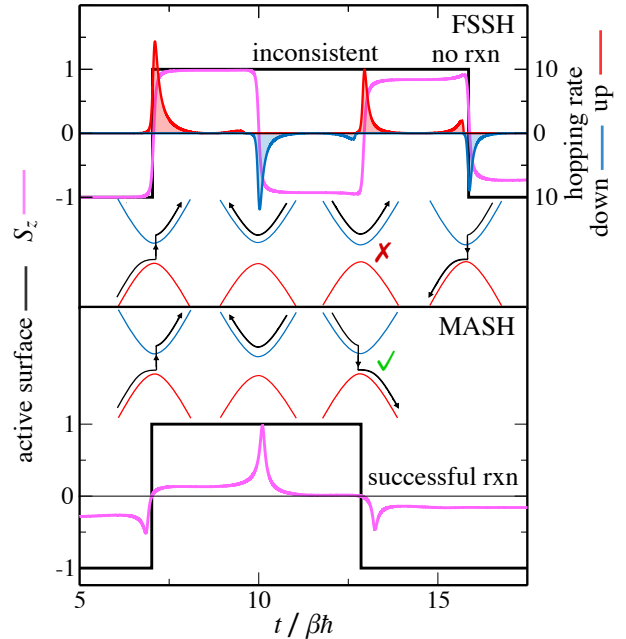 FSSH
inconsistent
no rxn
1
0
-1
10
0
10
hopping rate
down up
active surface S_z
✗
MASH
✓
1
0
-1
successful rxn
5
10
15
t / βħ